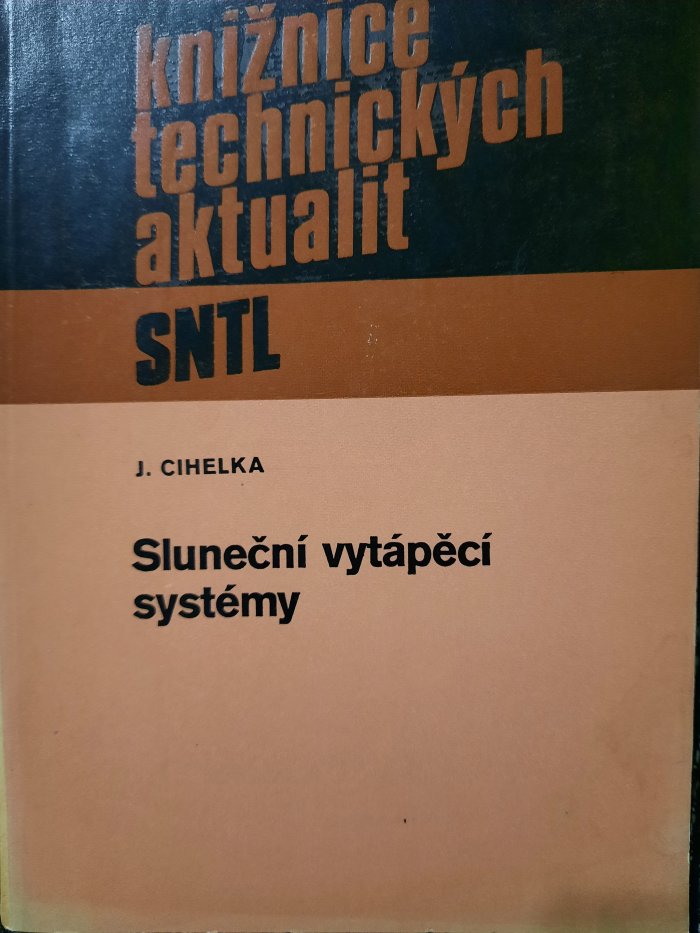 knižnice
technických
aktualit
SNTL
J. CIHELKA
Sluneční vytápěcí
systémy